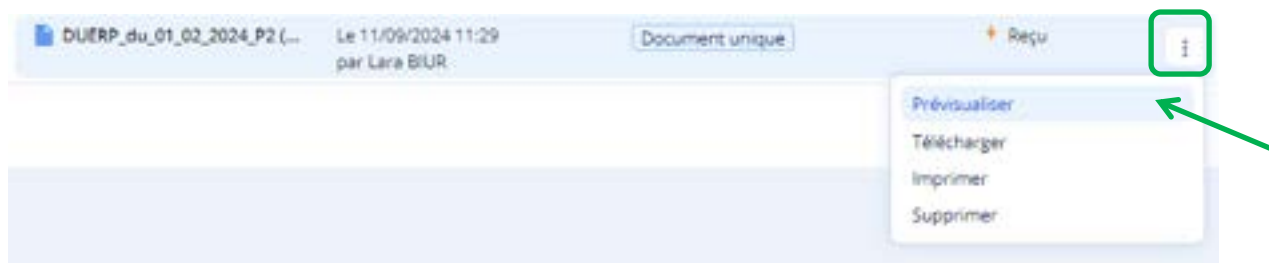 DUERP_du_01_02_2024_P2 (... Le 11/09/2024 11:29 Document unique Reçu
par Lara BIUR
Prévisualiser
Télécharger
Imprimer
Supprimer